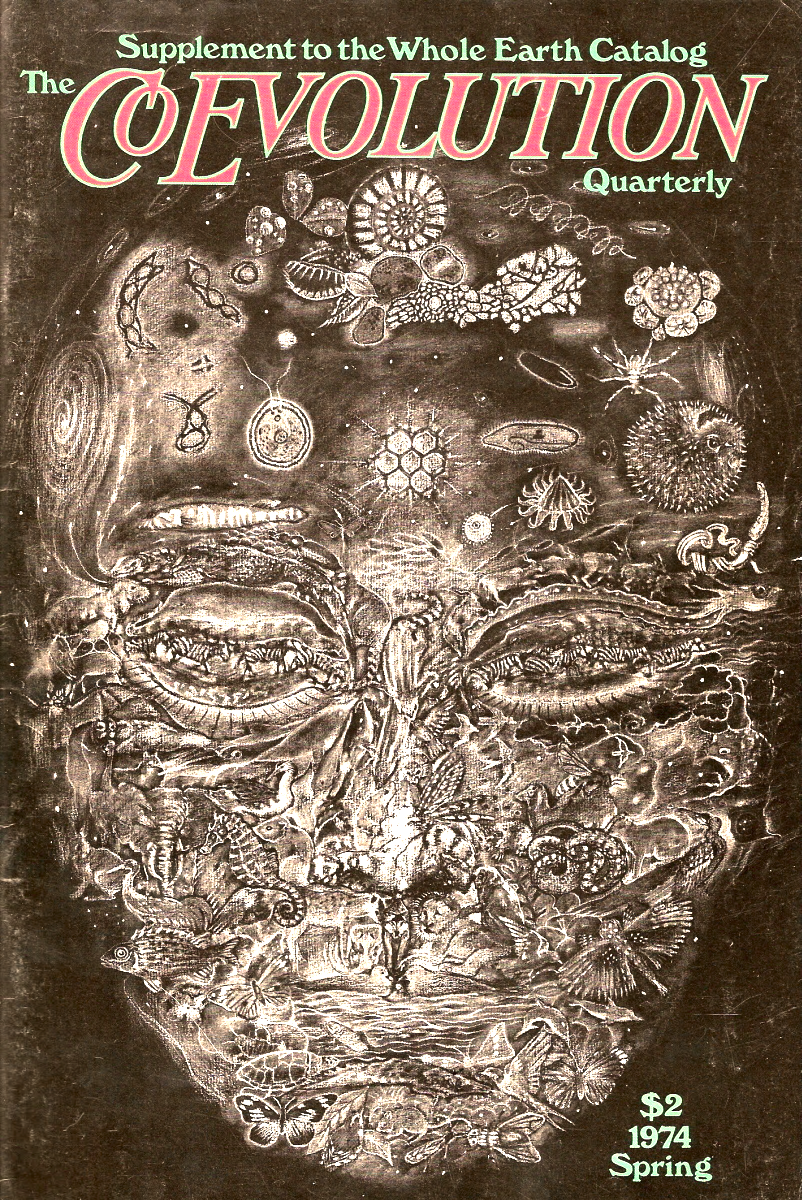 Supplement to the Whole Earth Catalog
The CoEVOLUTION
Quarterly
$2
1974
Spring